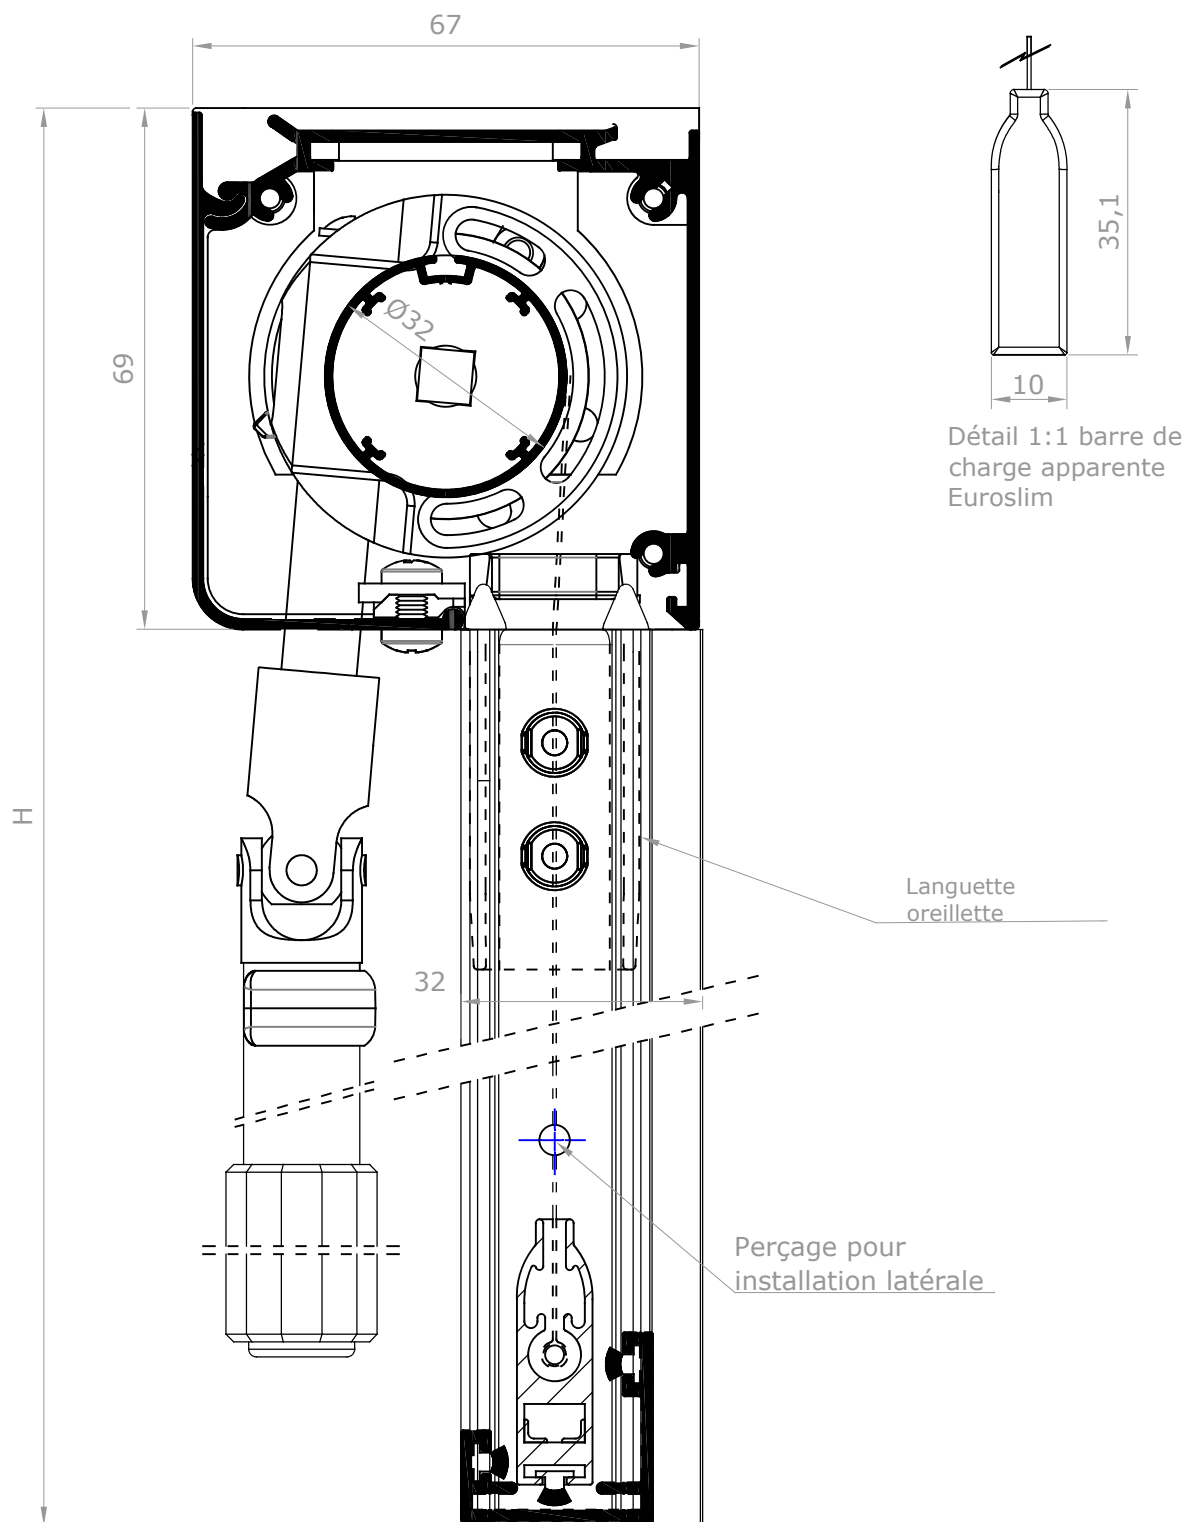 67
69
Ø32
35,1
10
Détail 1:1 barre de
charge apparente
Euroslim
H
Languette
oreillette
32
Perçage pour
installation latérale